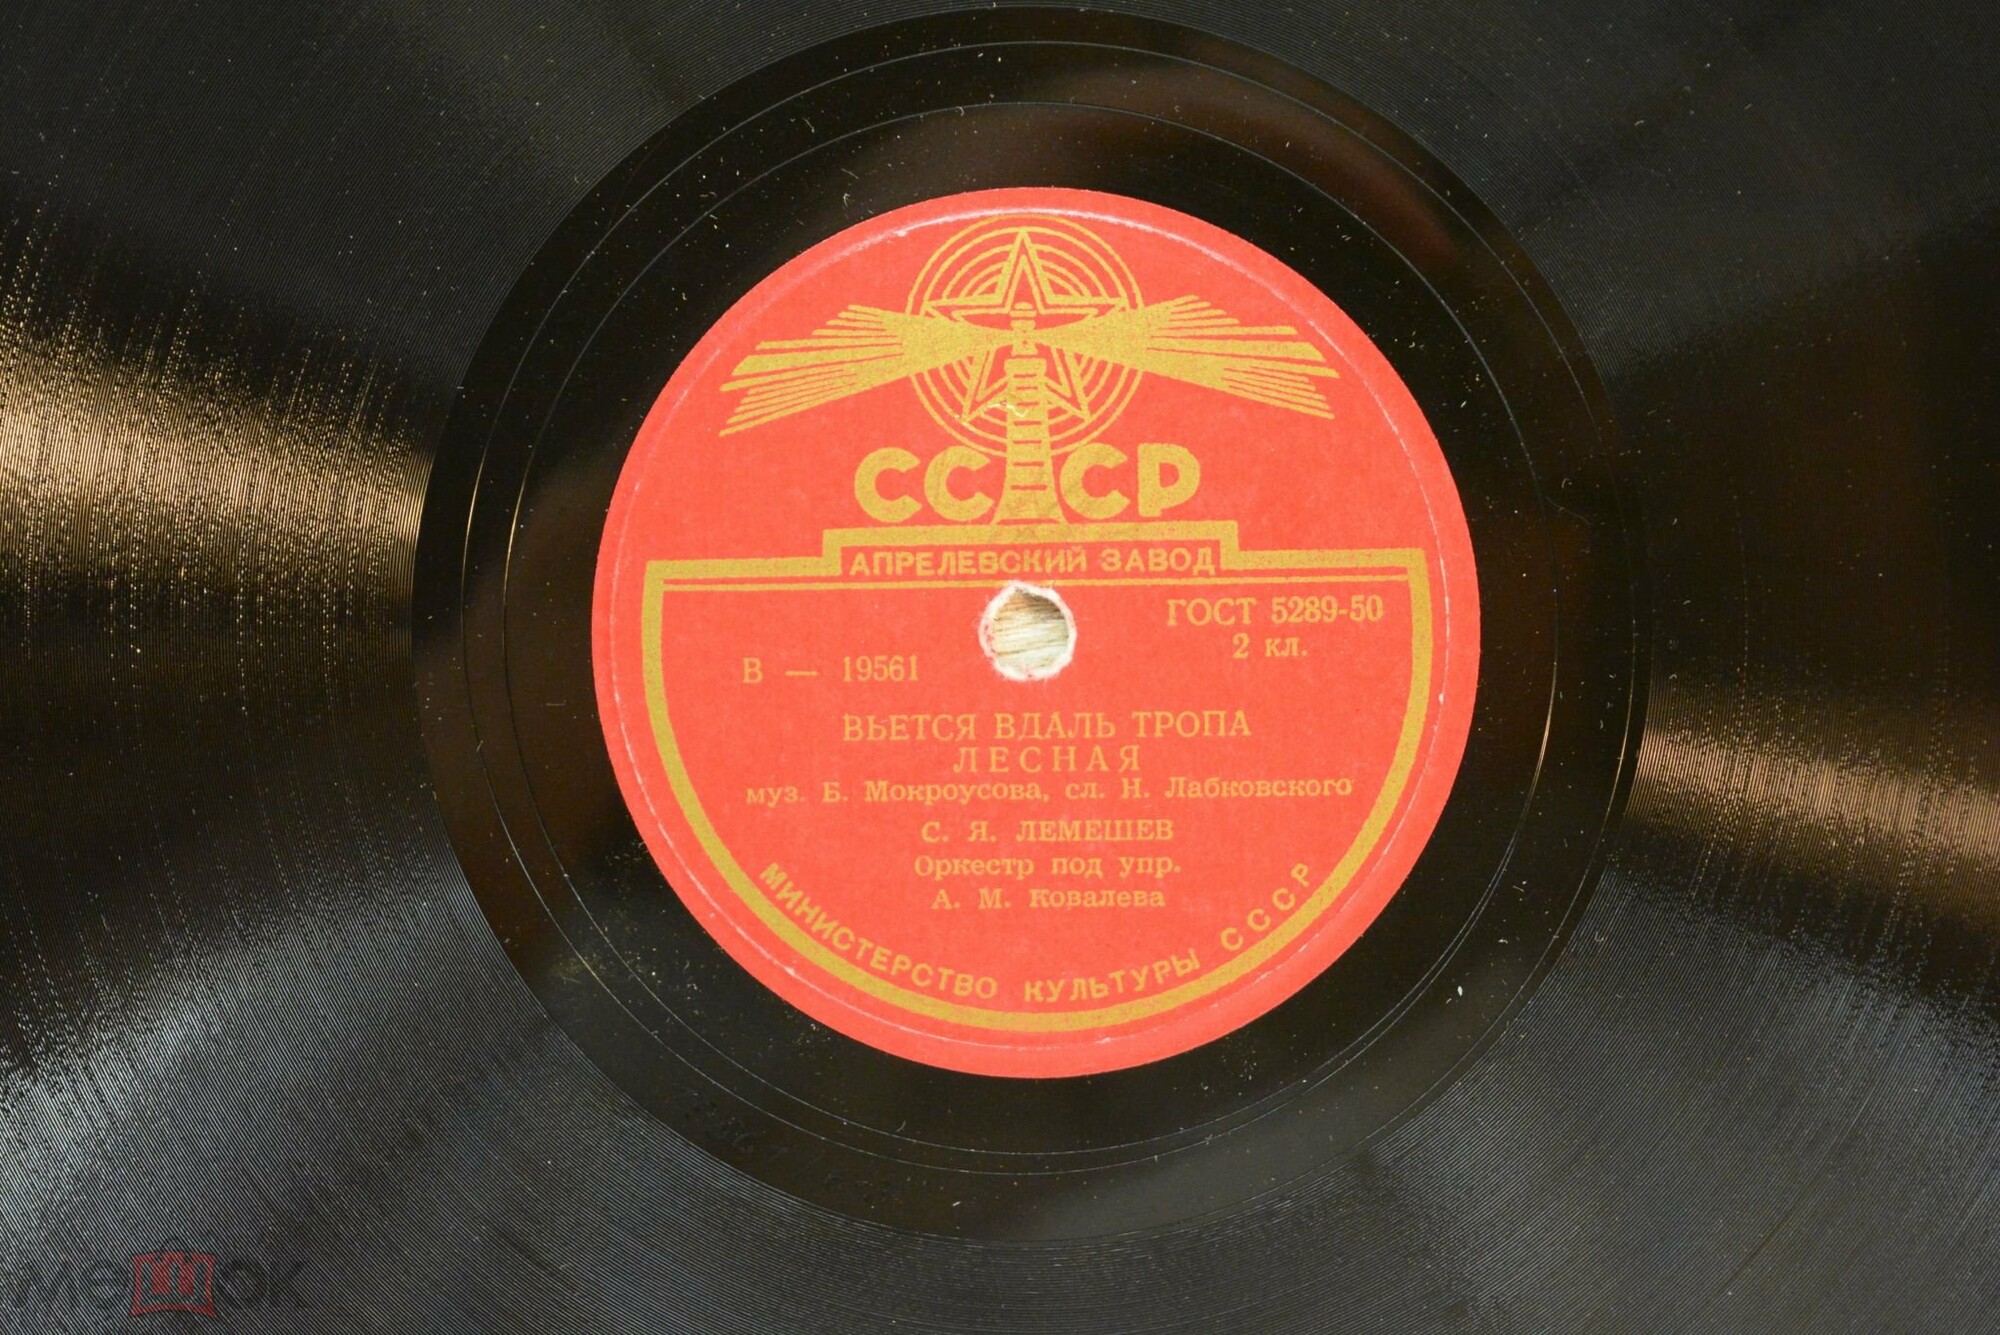 СССР
АПРЕЛЕВСКИЙ ЗАВОД
ГОСТ 5289-50
2 кл.
В — 19561
ВЬЕТСЯ ВДАЛЬ ТРОПА
ЛЕСНАЯ
муз. Б. Мокроусова, сл. Н. Лабковского
С. Я. ЛЕМЕШЕВ
Оркестр под упр.
А. М. Ковалева
МИНИСТЕРСТВО КУЛЬТУРЫ СССР
мешок